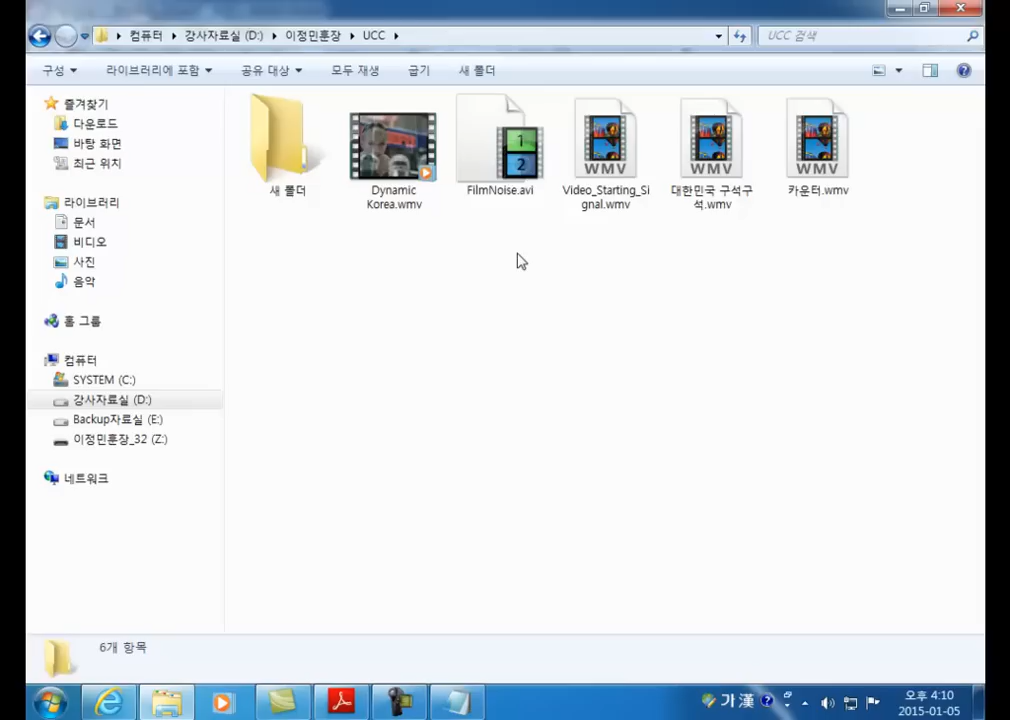 컴퓨터 ▸ 강사자료실 (D:) ▸ 이정민훈장 ▸ UCC ▸
UCC 검색
구성 라이브러리에 포함 공유 대상 모두 재생 굽기 새 폴더
즐겨찾기
다운로드
바탕 화면
최근 위치
라이브러리
문서
비디오
사진
음악
홈 그룹
컴퓨터
SYSTEM (C:)
강사자료실 (D:)
Backup자료실 (E:)
이정민훈장_32 (Z:)
네트워크
1
2
WMV
WMV
WMV
새 폴더
Dynamic
Korea.wmv
FilmNoise.avi
Video_Starting_Si
gnal.wmv
대한민국 구석구
석.wmv
카운터.wmv
6개 항목
가 漢
오후 4:10
2015-01-05